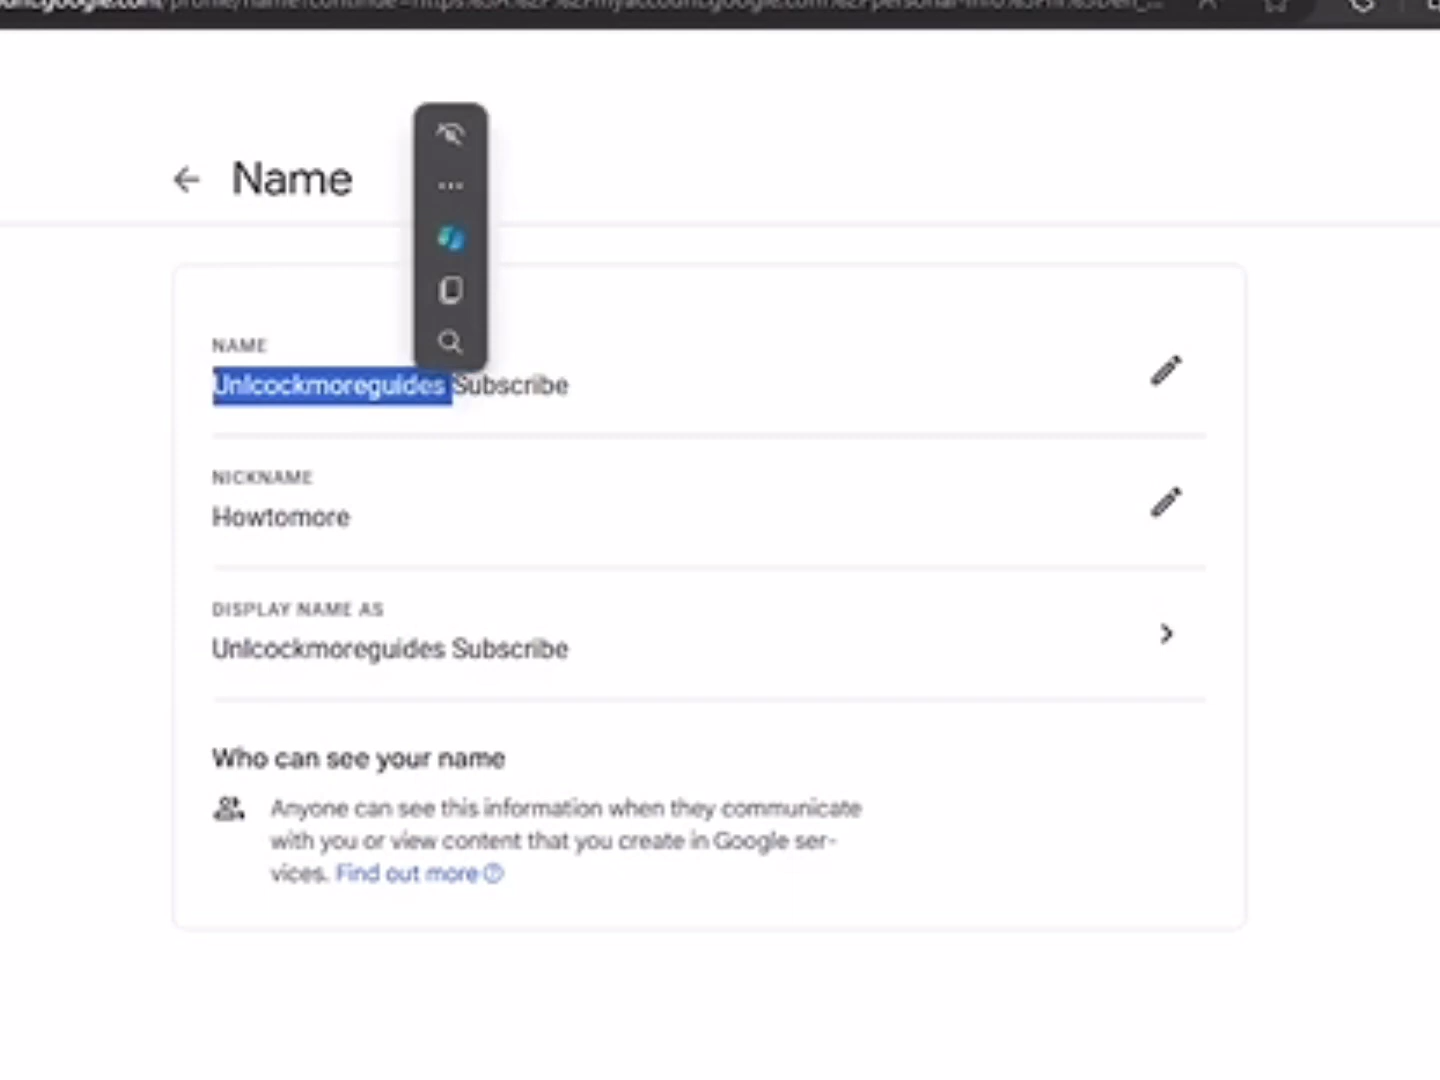 Name
NAME
Unlcockmoreguides Subscribe
NICKNAME
Howtomore
DISPLAY NAME AS
Unlcockmoreguides Subscribe
Who can see your name
Anyone can see this information when they communicate
with you or view content that you create in Google ser-
vices. Find out more